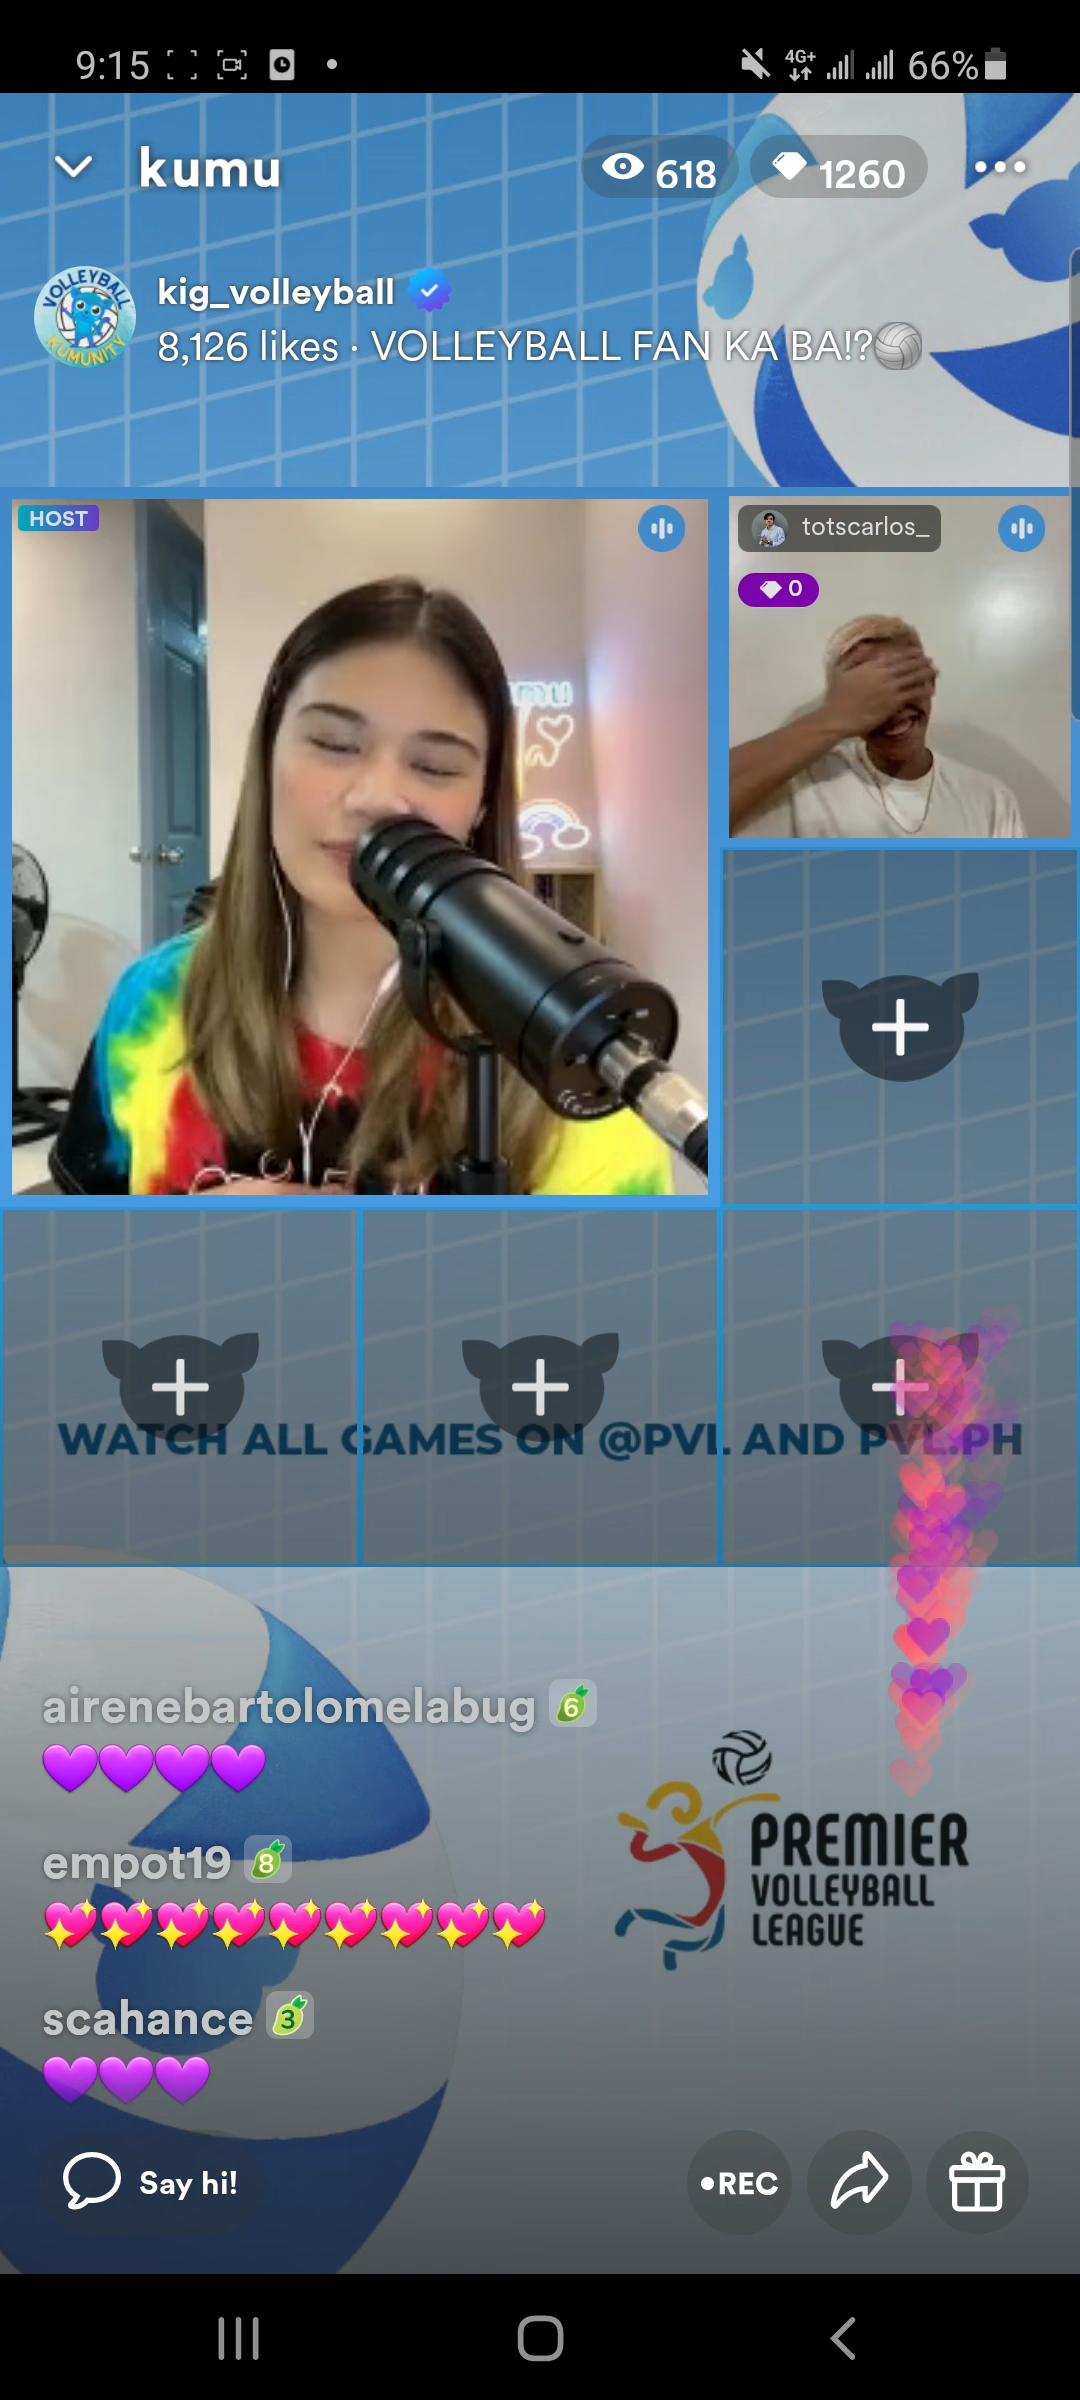 9:15
4G+
66%
kumu
618
1260
VOLLEYBALL
KUMUNITY
kig_volleyball
8,126 likes · VOLLEYBALL FAN KA BA!?
HOST
totscarlos_
0
WATCH ALL GAMES ON @PVL AND PVL.PH
airenebartolomelabug 6
💜💜💜💜
empot19 8
💖💖💖💖💖💖💖💖💖
scahance 3
💜💜💜
PREMIER
VOLLEYBALL
LEAGUE
Say hi!
•REC